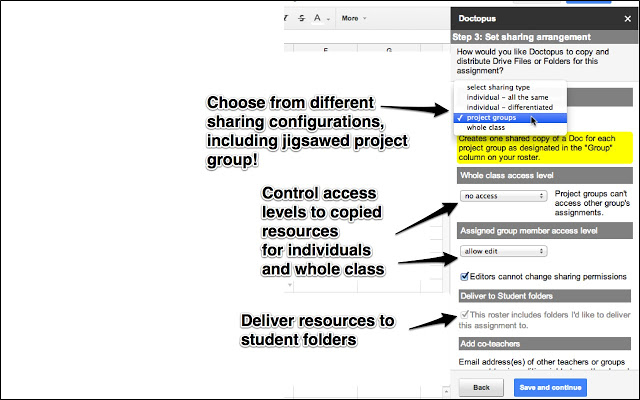 More
Doctopus
Step 3: Set sharing arrangement
How would you like Doctopus to copy and
distribute Drive Files or Folders for this
assignment?
select sharing type
individual - all the same
individual - differentiated
✓ project groups
whole class
Creates one shared copy of a Doc for each
project group as designated in the "Group"
column on your roster.
Whole class access level
no access
Project groups can't
access other group's
assignments.
Assigned group member access level
allow edit
Editors cannot change sharing permissions
Deliver to Student folders
This roster includes folders I'd like to deliver
this assignment to.
Add co-teachers
Email address(es) of other teachers or groups
Back
Save and continue
Choose from different
sharing configurations,
including jigsawed project
group!
Control access
levels to copied
resources
for individuals
and whole class
Deliver resources to
student folders
A
F
G